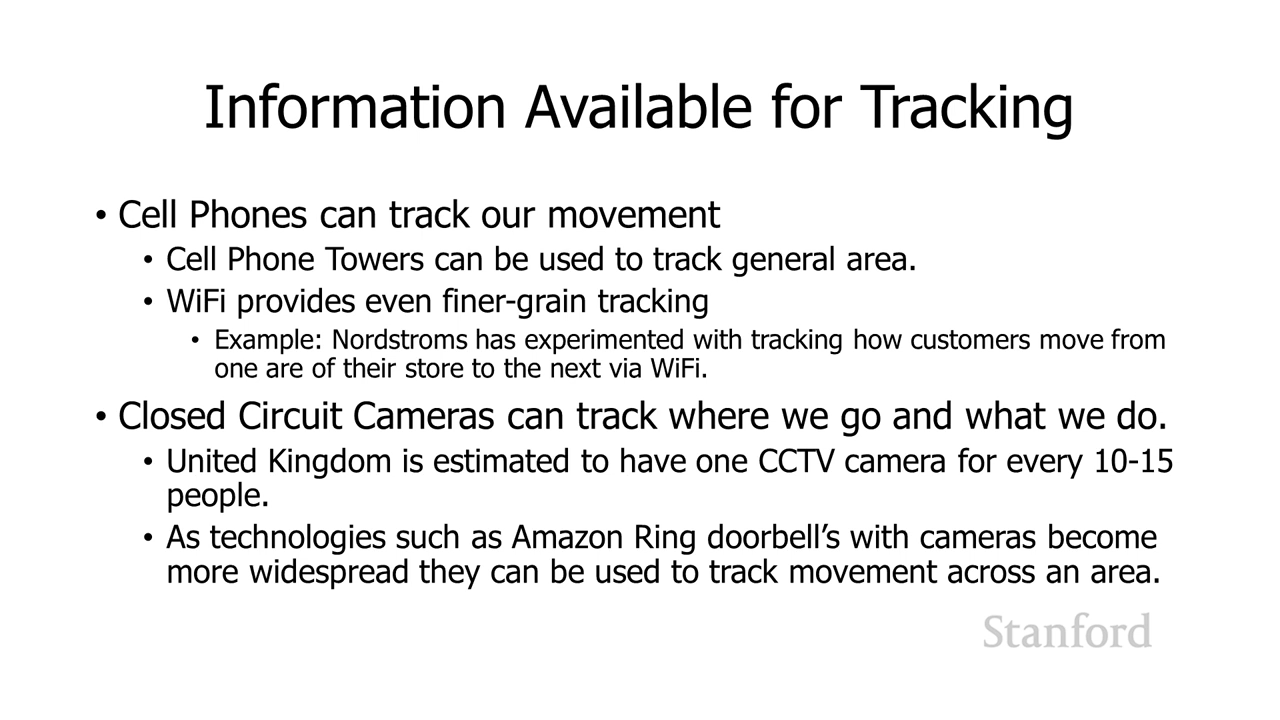 Information Available for Tracking
• Cell Phones can track our movement
• Cell Phone Towers can be used to track general area.
• WiFi provides even finer-grain tracking
• Example: Nordstroms has experimented with tracking how customers move from
one are of their store to the next via WiFi.
• Closed Circuit Cameras can track where we go and what we do.
• United Kingdom is estimated to have one CCTV camera for every 10-15
people.
• As technologies such as Amazon Ring doorbell’s with cameras become
more widespread they can be used to track movement across an area.
Stanford